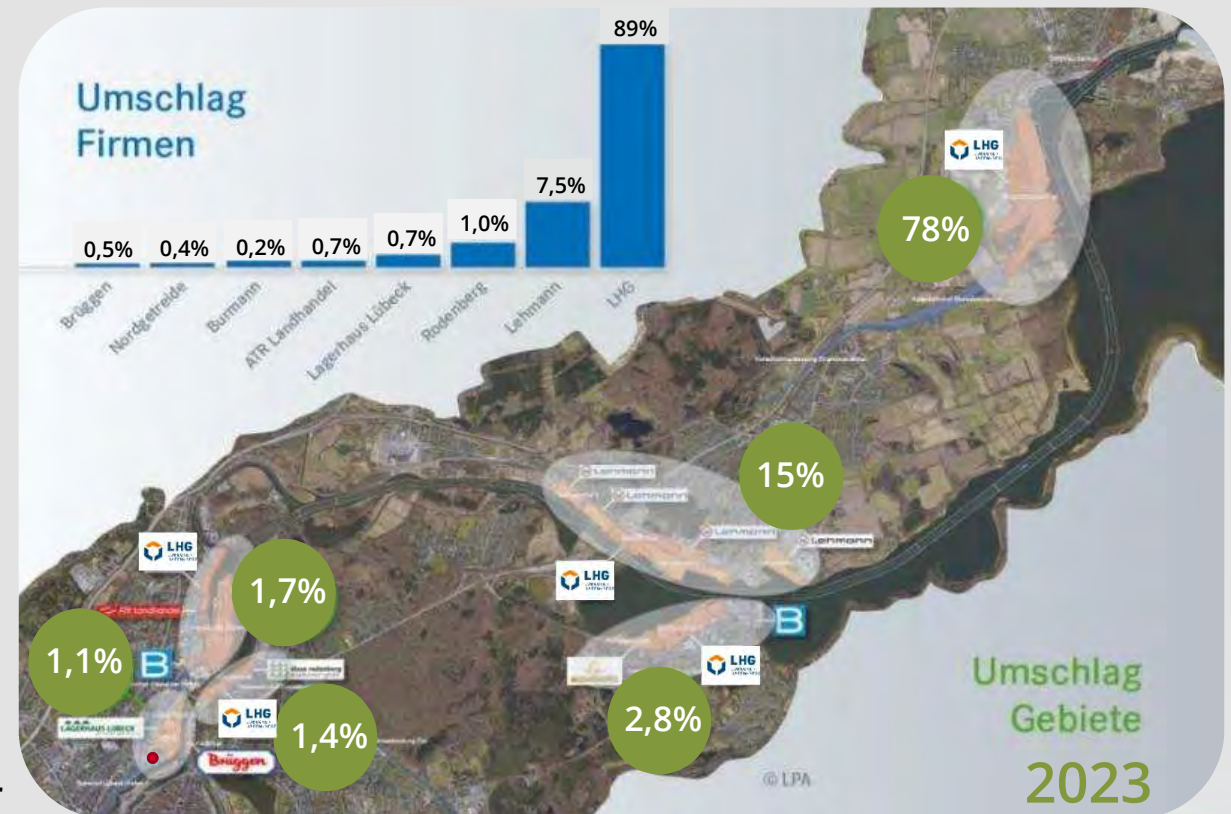 Umschlag
Firmen
0,5%
0,4%
0,2%
0,7%
0,7%
1,0%
7,5%
89%
Brüggen
Nordgetreide
Burmann
ATR Landhandel
Lagerhaus Lübeck
Rodenberg
Lehmann
LHG
LHG
78%
15%
Lehmann
Lehmann
Lehmann
Lehmann
LHG
LHG
1,7%
ATR Landhandel
1,1%
B
B
LHG
2,8%
LHG
1,4%
LAGERHAUS LÜBECK
Brüggen
Umschlag
Gebiete
2023
© LPA